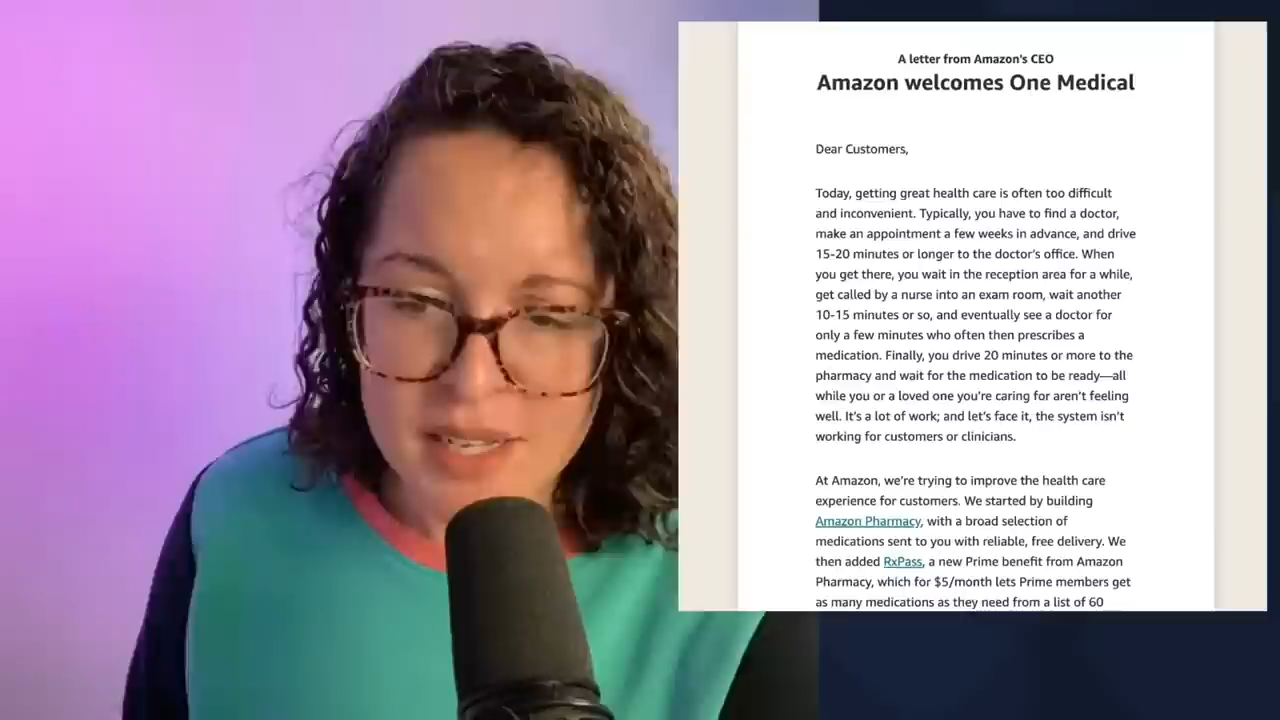 A letter from Amazon's CEO
Amazon welcomes One Medical
Dear Customers,
Today, getting great health care is often too difficult
and inconvenient. Typically, you have to find a doctor,
make an appointment a few weeks in advance, and drive
15-20 minutes or longer to the doctor’s office. When
you get there, you wait in the reception area for a while,
get called by a nurse into an exam room, wait another
10-15 minutes or so, and eventually see a doctor for
only a few minutes who often then prescribes a
medication. Finally, you drive 20 minutes or more to the
pharmacy and wait for the medication to be ready—all
while you or a loved one you’re caring for aren’t feeling
well. It’s a lot of work; and let’s face it, the system isn’t
working for customers or clinicians.
At Amazon, we’re trying to improve the health care
experience for customers. We started by building
Amazon Pharmacy, with a broad selection of
medications sent to you with reliable, free delivery. We
then added RxPass, a new Prime benefit from Amazon
Pharmacy, which for $5/month lets Prime members get
as many medications as they need from a list of 60